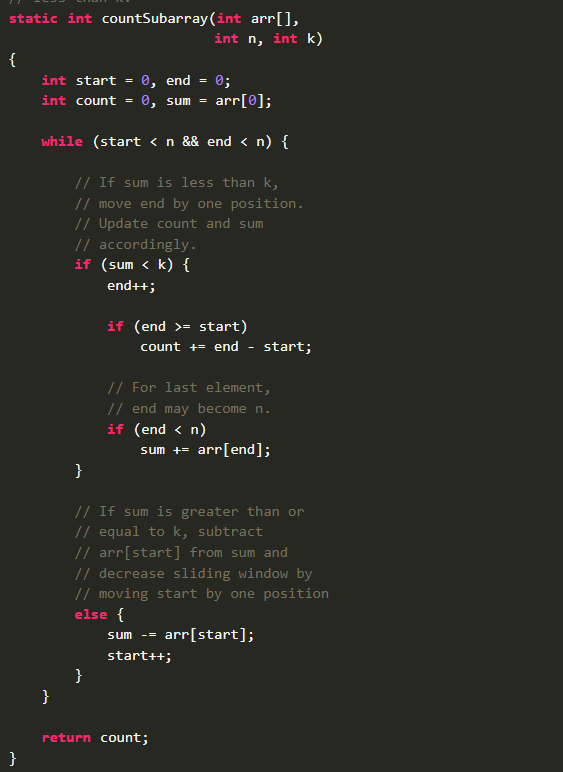 // less than k.
static int countSubarray(int arr[],
int n, int k)
{
int start = 0, end = 0;
int count = 0, sum = arr[0];
while (start < n && end < n) {
// If sum is less than k,
// move end by one position.
// Update count and sum
// accordingly.
if (sum < k) {
end++;
if (end >= start)
count += end - start;
// For last element,
// end may become n.
if (end < n)
sum += arr[end];
}
// If sum is greater than or
// equal to k, subtract
// arr[start] from sum and
// decrease sliding window by
// moving start by one position
else {
sum -= arr[start];
start++;
}
}
return count;
}